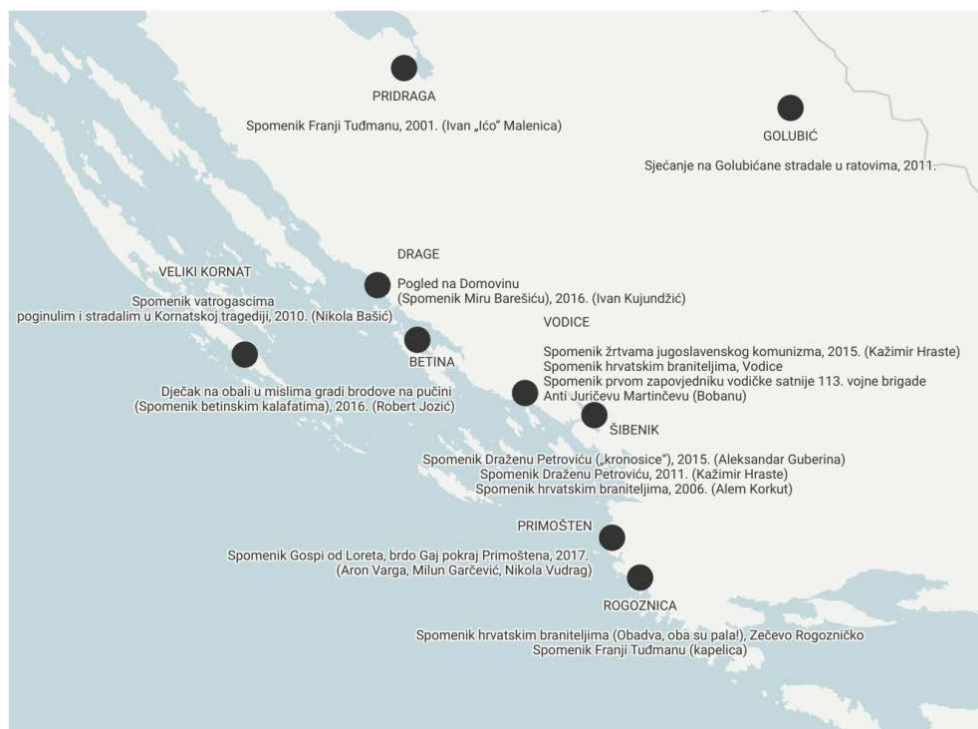 PRIDRAGA
Spomenik Franji Tuđmanu, 2001. (Ivan „Ićo“ Malenica)
GOLUBIĆ
Sjećanje na Golubićane stradale u ratovima, 2011.
DRAGE
Pogled na Domovinu
(Spomenik Miru Barešiću), 2016. (Ivan Kujundžić)
VELIKI KORNAT
Spomenik vatrogascima
poginulim i stradalim u Kornatskoj tragediji, 2010. (Nikola Bašić)
BETINA
Dječak na obali u mislima gradi brodove na pučini
(Spomenik betinskim kalafatima), 2016. (Robert Jozić)
VODICE
Spomenik žrtvama jugoslavenskog komunizma, 2015. (Kažimir Hraste)
Spomenik hrvatskim braniteljima, Vodice
Spomenik prvom zapovjedniku vodičke satnije 113. vojne brigade
Anti Juričevu Martinčevu (Bobanu)
ŠIBENIK
Spomenik Draženu Petroviću („kronosice“), 2015. (Aleksandar Guberina)
Spomenik Draženu Petroviću, 2011. (Kažimir Hraste)
Spomenik hrvatskim braniteljima, 2006. (Alem Korkut)
PRIMOŠTEN
Spomenik Gospi od Loreta, brdo Gaj pokraj Primoštena, 2017.
(Aron Varga, Milun Garčević, Nikola Vudrag)
ROGOZNICA
Spomenik hrvatskim braniteljima (Obadva, oba su pala!), Zečevo Rogozničko
Spomenik Franji Tuđmanu (kapelica)